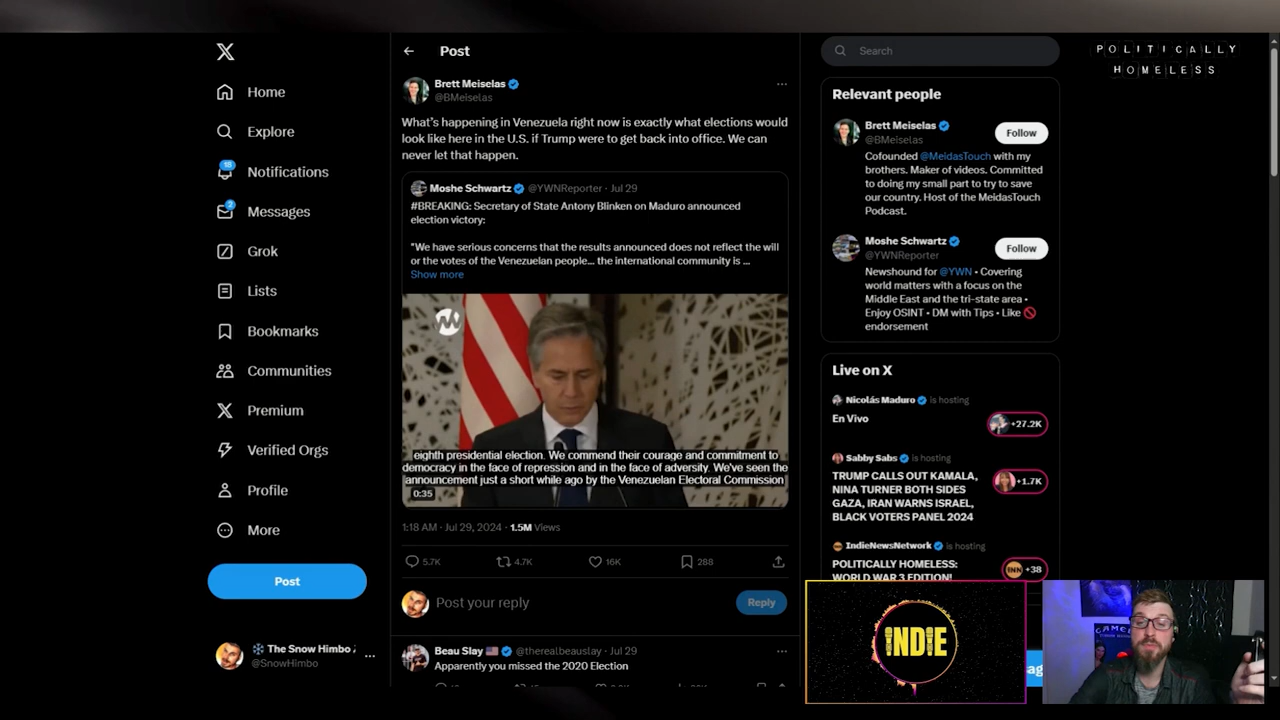 POLITICALLY
HOMELESS
Home
Explore
18
Notifications
2
Messages
Grok
Lists
Bookmarks
Communities
Premium
Verified Orgs
Profile
More
Post
The Snow Himbo
@SnowHimbo
Post
Brett Meiselas
@BMeiselas
What's happening in Venezuela right now is exactly what elections would
look like here in the U.S. if Trump were to get back into office. We can
never let that happen.
Moshe Schwartz @YWNReporter · Jul 29
#BREAKING: Secretary of State Antony Blinken on Maduro announced
election victory:
"We have serious concerns that the results announced does not reflect the will
or the votes of the Venezuelan people... the international community is ...
Show more
eighth presidential election. We commend their courage and commitment to
democracy in the face of repression and in the face of adversity. We've seen the
announcement just a short while ago by the Venezuelan Electoral Commission
0:35
1:18 AM · Jul 29, 2024 · 1.5M Views
5.7K 4.7K 16K 288
Post your reply
Reply
Beau Slay @therealbeauslay · Jul 29
Apparently you missed the 2020 Election
Search
Relevant people
Brett Meiselas
@BMeiselas
Follow
Cofounded @MeidasTouch with my
brothers. Maker of videos. Committed
to doing my small part to try to save
our country. Host of the MeidasTouch
Podcast.
Moshe Schwartz
@YWNReporter
Follow
Newshound for @YWN • Covering
world matters with a focus on the
Middle East and the tri-state area •
Enjoy OSINT • DM with Tips • Like
endorsement
Live on X
Nicolás Maduro is hosting
En Vivo
+27.2K
Sabby Sabs is hosting
TRUMP CALLS OUT KAMALA,
NINA TURNER BOTH SIDES
GAZA, IRAN WARNS ISRAEL,
BLACK VOTERS PANEL 2024
+1.7K
IndieNewsNetwork is hosting
POLITICALLY HOMELESS:
WORLD WAR 3 EDITION!
INN +38
INDIE